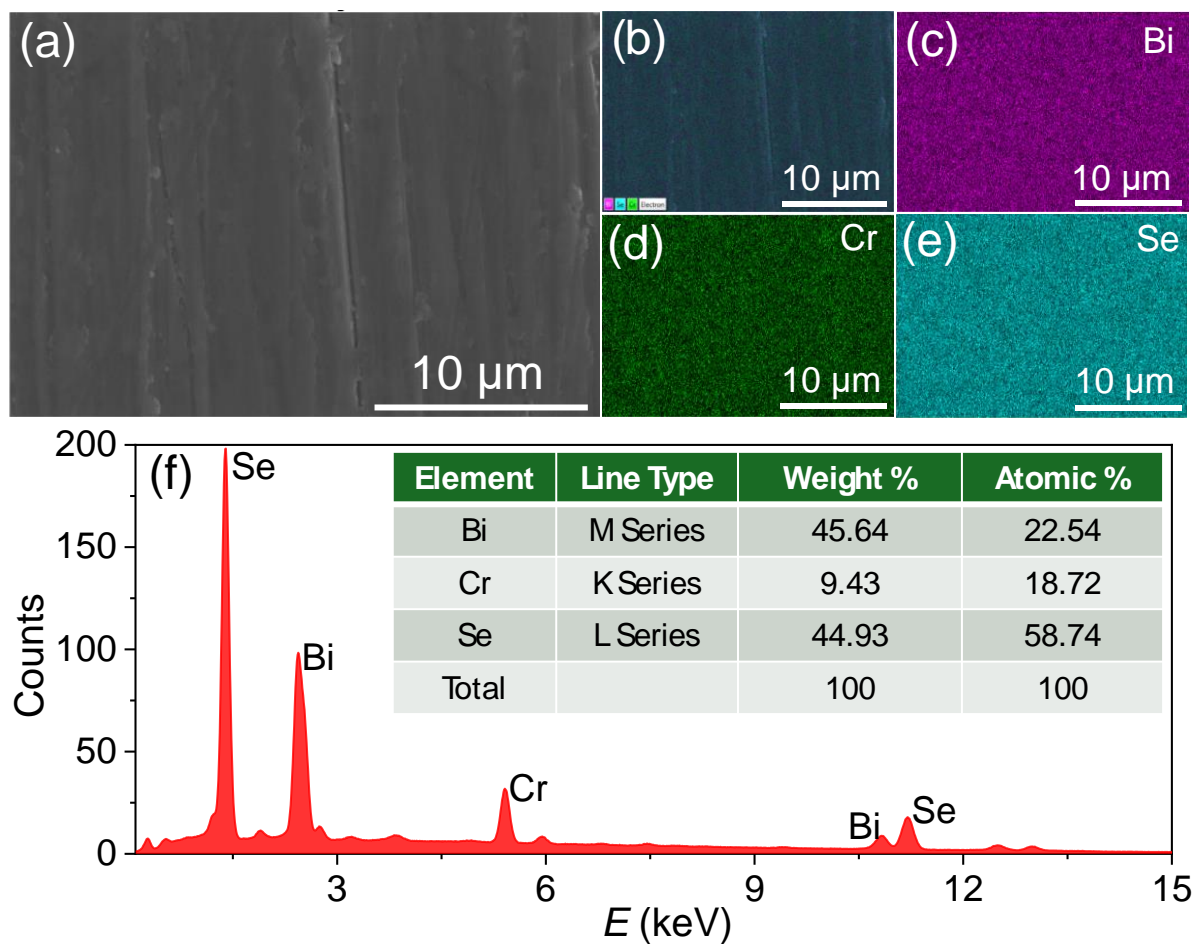 (a)
10 µm
(b)
10 µm
Se
Electron
(c)
Bi
10 µm
(d)
Cr
10 µm
(e)
Se
10 µm
(f)
Counts
200
150
100
50
0
Se
Bi
Cr
Bi
Se
Element Line Type Weight % Atomic %
Bi M Series 45.64 22.54
Cr K Series 9.43 18.72
Se L Series 44.93 58.74
Total 100 100
3 6 9 12 15
E (keV)